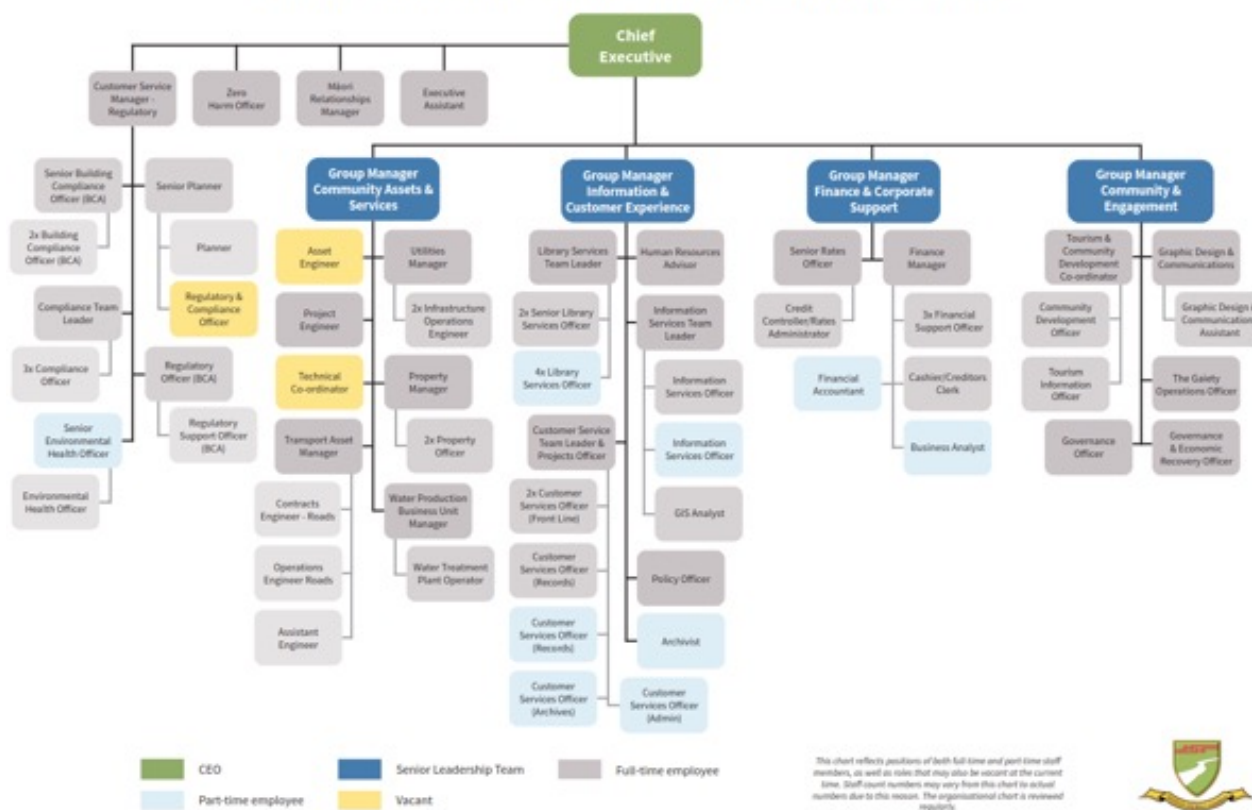 Chief
Executive
Customer Service
Manager -
Regulatory
Zero
Harm Officer
Māori
Relationships
Manager
Executive
Assistant
Senior Building
Compliance
Officer (BCA)
Senior Planner
2x Building
Compliance
Officer (BCA)
Planner
Regulatory &
Compliance
Officer
Compliance Team
Leader
3x Compliance
Officer
Regulatory
Officer (BCA)
Regulatory
Support Officer
(BCA)
Senior
Environmental
Health Officer
Environmental
Health Officer
Group Manager
Community Assets &
Services
Asset
Engineer
Utilities
Manager
Project
Engineer
2x Infrastructure
Operations
Engineer
Technical
Co-ordinator
Property
Manager
Transport Asset
Manager
2x Property
Officer
Contracts
Engineer - Roads
Water Production
Business Unit
Manager
Operations
Engineer Roads
Water Treatment
Plant Operator
Assistant
Engineer
Group Manager
Information &
Customer Experience
Library Services
Team Leader
Human Resources
Advisor
2x Senior Library
Services Officer
Information
Services Team
Leader
4x Library
Services Officer
Information
Services Officer
Customer Service
Team Leader &
Projects Officer
Information
Services Officer
2x Customer
Services Officer
(Front Line)
GIS Analyst
Customer
Services Officer
(Records)
Policy Officer
Customer
Services Officer
(Records)
Archivist
Customer
Services Officer
(Archives)
Customer
Services Officer
(Admin)
Group Manager
Finance & Corporate
Support
Senior Rates
Officer
Finance
Manager
Credit
Controller/Rates
Administrator
3x Financial
Support Officer
Financial
Accountant
Cashier/Creditors
Clerk
Business Analyst
Group Manager
Community &
Engagement
Tourism &
Community
Development
Co-ordinator
Graphic Design &
Communications
Community
Development
Officer
Graphic Design &
Communications
Assistant
Tourism
Information
Officer
The Gaiety
Operations Officer
Governance
Officer
Governance
& Economic
Recovery Officer
CEO
Senior Leadership Team
Full-time employee
Part-time employee
Vacant
This chart reflects positions of both full-time and part time staff
members, as well as roles that may also be vacant at the current
time. Staff count numbers may vary from this chart to actual
numbers due to this reason. The organisational chart is reviewed
regularly.